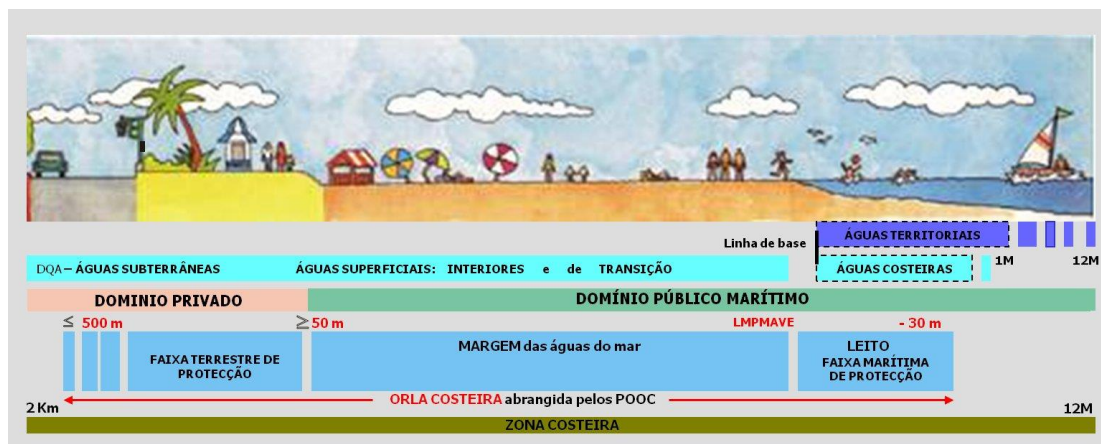 Linha de base
ÁGUAS TERRITORIAIS
DQA – ÁGUAS SUBTERRÂNEAS ÁGUAS SUPERFICIAIS: INTERIORES e de TRANSIÇÃO
ÁGUAS COSTEIRAS
1M 12M
DOMINIO PRIVADO DOMÍNIO PÚBLICO MARÍTIMO
≤ 500 m ≥ 50 m LMPMAVE - 30 m
FAIXA TERRESTRE DE
PROTECÇÃO
MARGEM das águas do mar
LEITO
FAIXA MARÍTIMA
DE PROTECÇÃO
ORLA COSTEIRA abrangida pelos POOC
2 Km 12M
ZONA COSTEIRA